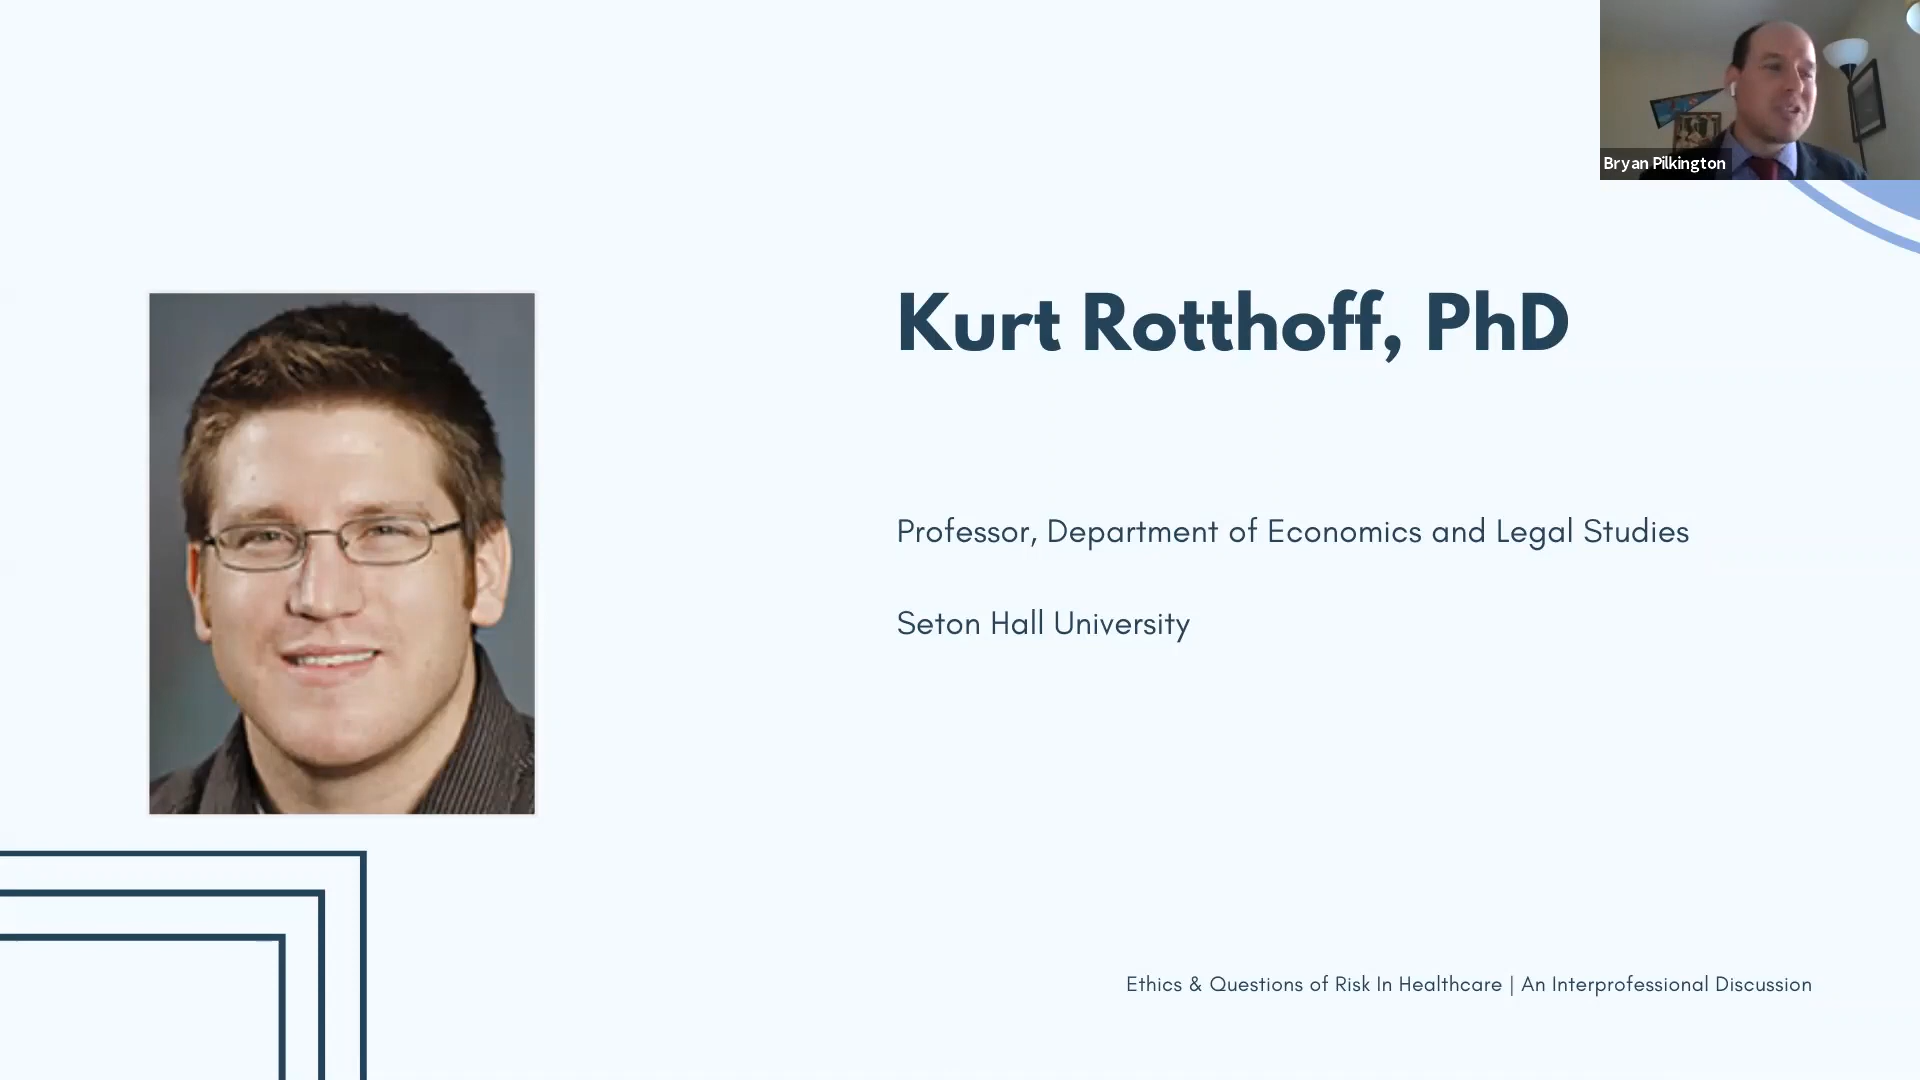 Bryan Pilkington
Kurt Rotthoff, PhD
Professor, Department of Economics and Legal Studies
Seton Hall University
Ethics & Questions of Risk In Healthcare | An Interprofessional Discussion